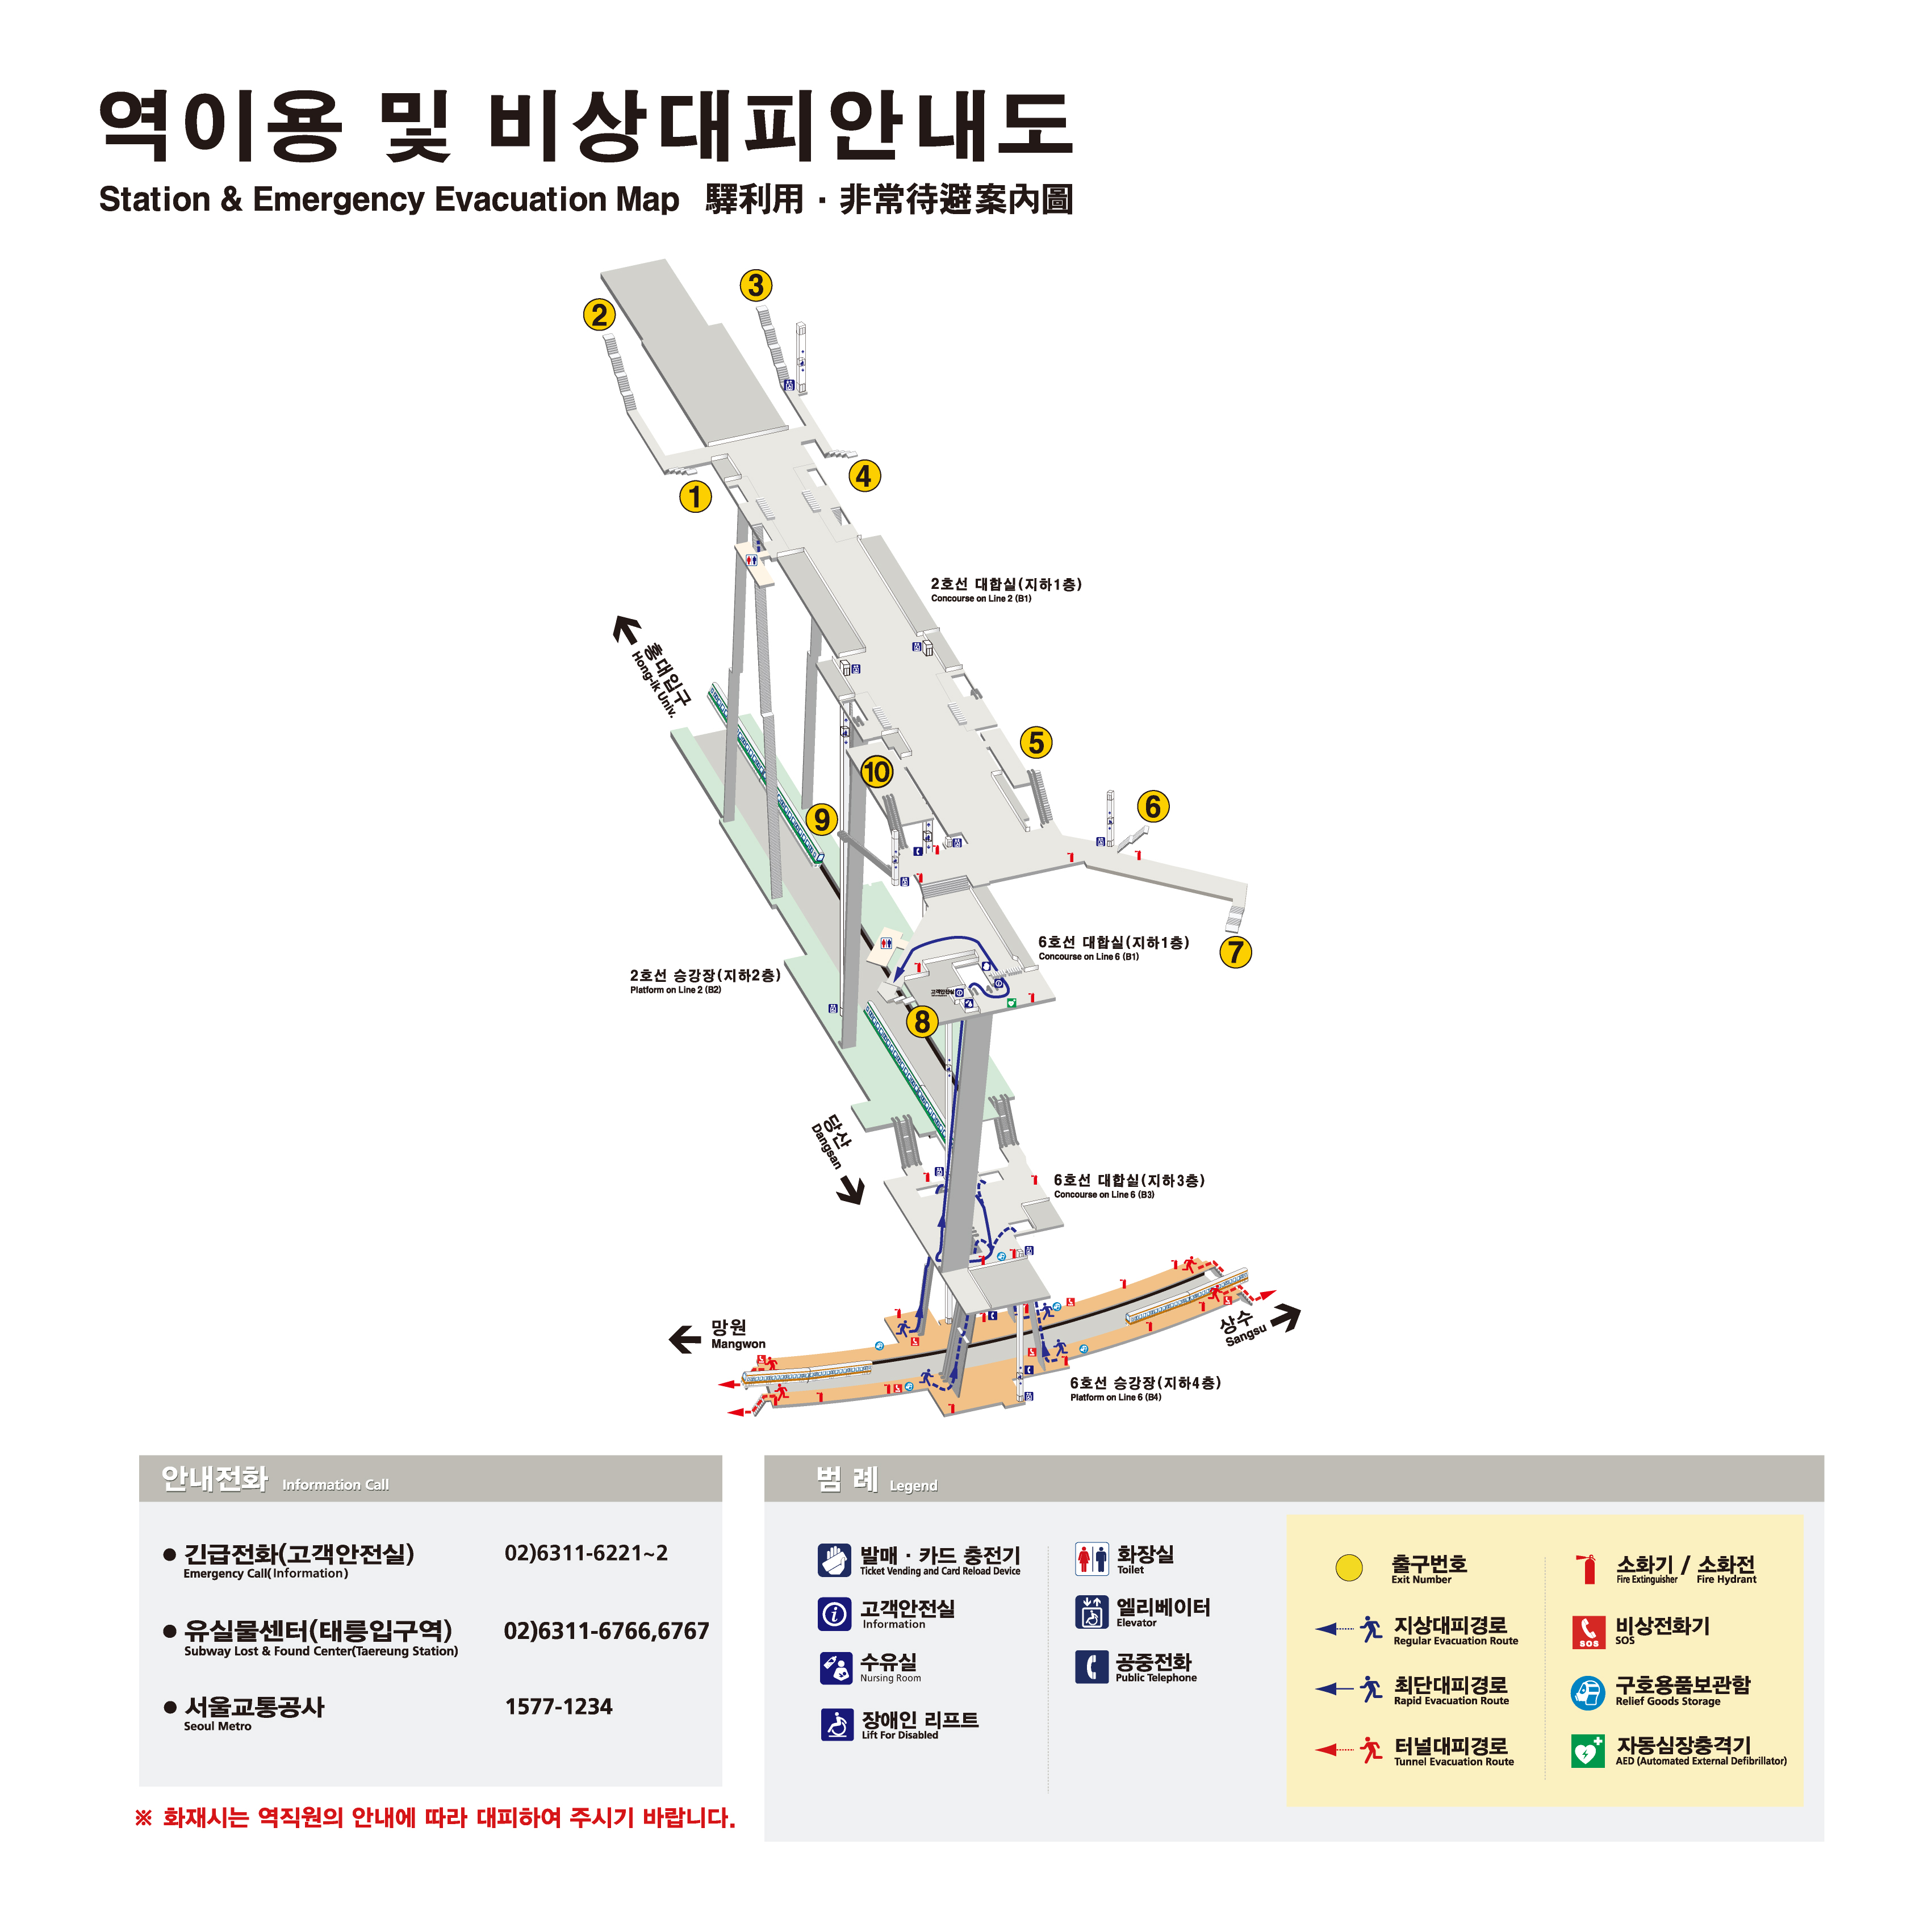 역이용 및 비상대피안내도
Station & Emergency Evacuation Map 驛利用・非常待避案內圖
3
2
4
1
2호선 대합실(지하1층)
Concourse on Line 2 (B1)
홍대입구
Hong-ik Univ.
5
10
6
9
6호선 대합실(지하1층)
Concourse on Line 6 (B1)
7
2호선 승강장(지하2층)
Platform on Line 2 (B2)
고객안전실
8
당산
Dangsan
6호선 대합실(지하3층)
Concourse on Line 6 (B3)
망원
Mangwon
상수
Sangsu
6호선 승강장(지하4층)
Platform on Line 6 (B4)
안내전화 Information Call
● 긴급전화(고객안전실) 02)6311-6221~2
Emergency Call(Information)
● 유실물센터(태릉입구역) 02)6311-6766,6767
Subway Lost & Found Center(Taereung Station)
● 서울교통공사 1577-1234
Seoul Metro
※ 화재시는 역직원의 안내에 따라 대피하여 주시기 바랍니다.
범 례 Legend
발매 · 카드 충전기
Ticket Vending and Card Reload Device
고객안전실
Information
수유실
Nursing Room
장애인 리프트
Lift For Disabled
화장실
Toilet
엘리베이터
Elevator
공중전화
Public Telephone
출구번호
Exit Number
지상대피경로
Regular Evacuation Route
최단대피경로
Rapid Evacuation Route
터널대피경로
Tunnel Evacuation Route
소화기 / 소화전
Fire Extinguisher Fire Hydrant
SOS
비상전화기
SOS
구호용품보관함
Relief Goods Storage
자동심장충격기
AED (Automated External Defibrillator)